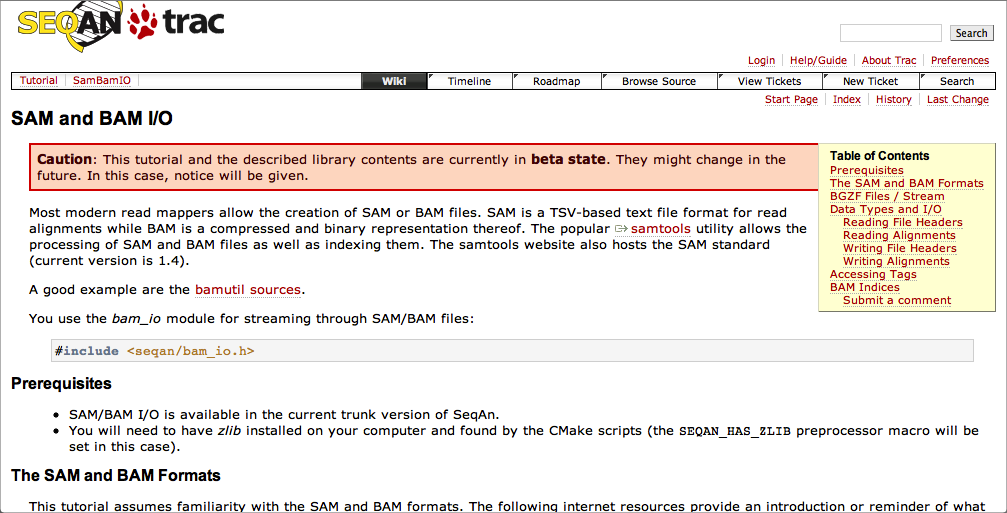 SEQAN trac
Search
Login Help/Guide About Trac Preferences
Tutorial SamBamIO Wiki Timeline Roadmap Browse Source View Tickets New Ticket Search
Start Page Index History Last Change
SAM and BAM I/O
Caution: This tutorial and the described library contents are currently in beta state. They might change in the
future. In this case, notice will be given.
Table of Contents
Prerequisites
The SAM and BAM Formats
BGZF Files / Stream
Data Types and I/O
Reading File Headers
Reading Alignments
Writing File Headers
Writing Alignments
Accessing Tags
BAM Indices
Submit a comment
Most modern read mappers allow the creation of SAM or BAM files. SAM is a TSV-based text file format for read
alignments while BAM is a compressed and binary representation thereof. The popular samtools utility allows the
processing of SAM and BAM files as well as indexing them. The samtools website also hosts the SAM standard
(current version is 1.4).
A good example are the bamutil sources.
You use the bam_io module for streaming through SAM/BAM files:
#include <seqan/bam_io.h>
Prerequisites
SAM/BAM I/O is available in the current trunk version of SeqAn.
You will need to have zlib installed on your computer and found by the CMake scripts (the SEQAN_HAS_ZLIB preprocessor macro will be
set in this case).
The SAM and BAM Formats
This tutorial assumes familiarity with the SAM and BAM formats. The following internet resources provide an introduction or reminder of what